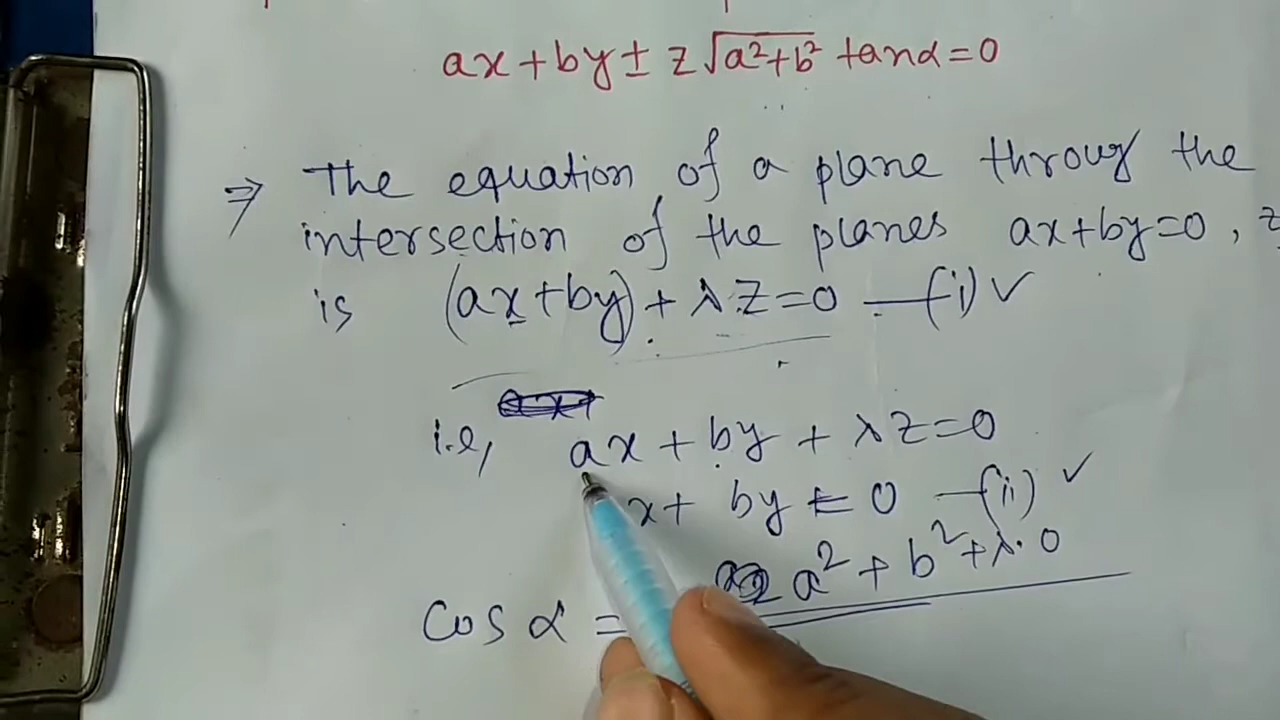 ax + by ± z √a²+b² tanα = 0
⇒ The equation of a plane throug the
intersection of the planes ax+by=0, z
is (ax+by) + λz=0 —(i) ✓
i.e, ax + by + λz=0
x + by = 0 —(ii) ✓
a² + b² + λ·0
Cos α =